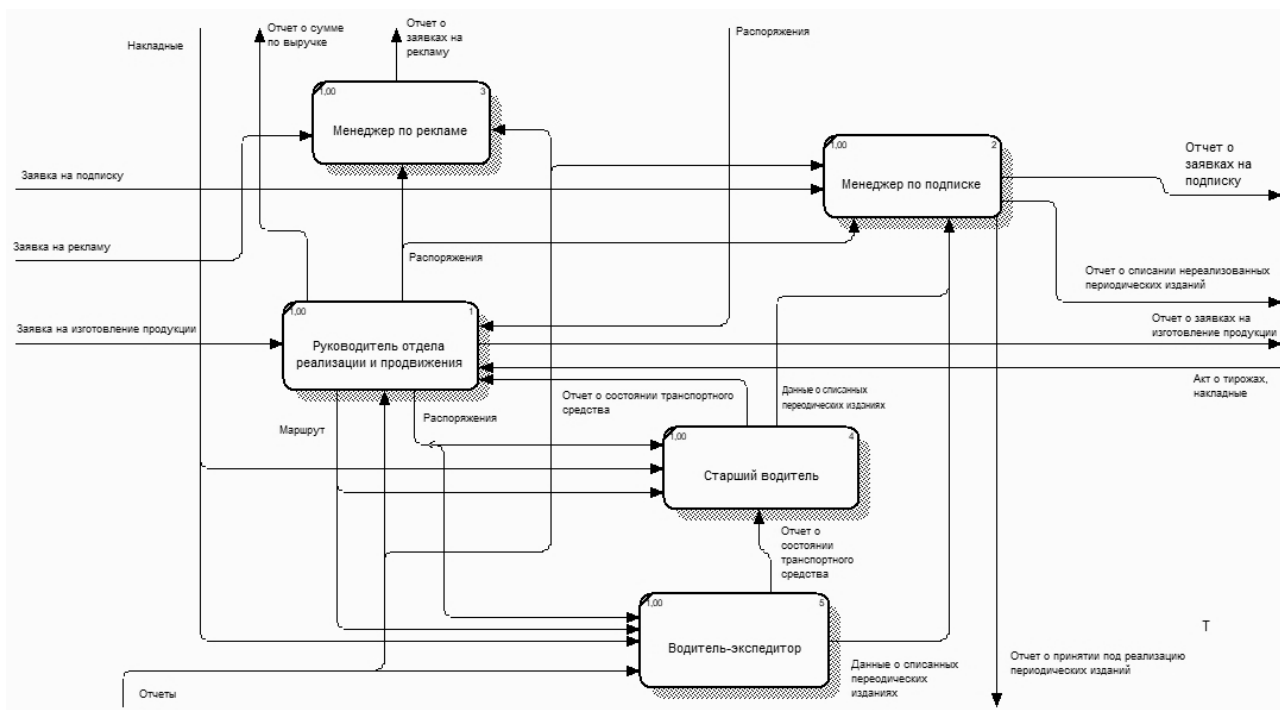 Накладные
Отчет о сумме
по выручке
Отчет о
заявках на
рекламу
Распоряжения
1,00
3
Менеджер по рекламе
1,00
2
Менеджер по подписке
Отчет о
заявках на
подписку
Заявка на подписку
Заявка на рекламу
Распоряжения
Отчет о списании нереализованных
периодических изданий
1,00
1
Руководитель отдела
реализации и продвижения
Заявка на изготовление продукции
Отчет о заявках на
изготовление продукции
Акт о тирожах,
накладные
Отчет о состоянии транспортного
средства
Данные о списанных
переодических изданиях
Маршрут
Распоряжения
1,00
4
Старший водитель
Отчет о
состоянии
транспортного
средства
1,00
5
Водитель-экспедитор
Данные о списанных
переодических
изданиях
Т
Отчет о принятии под реализацию
периодических изданий
Отчеты